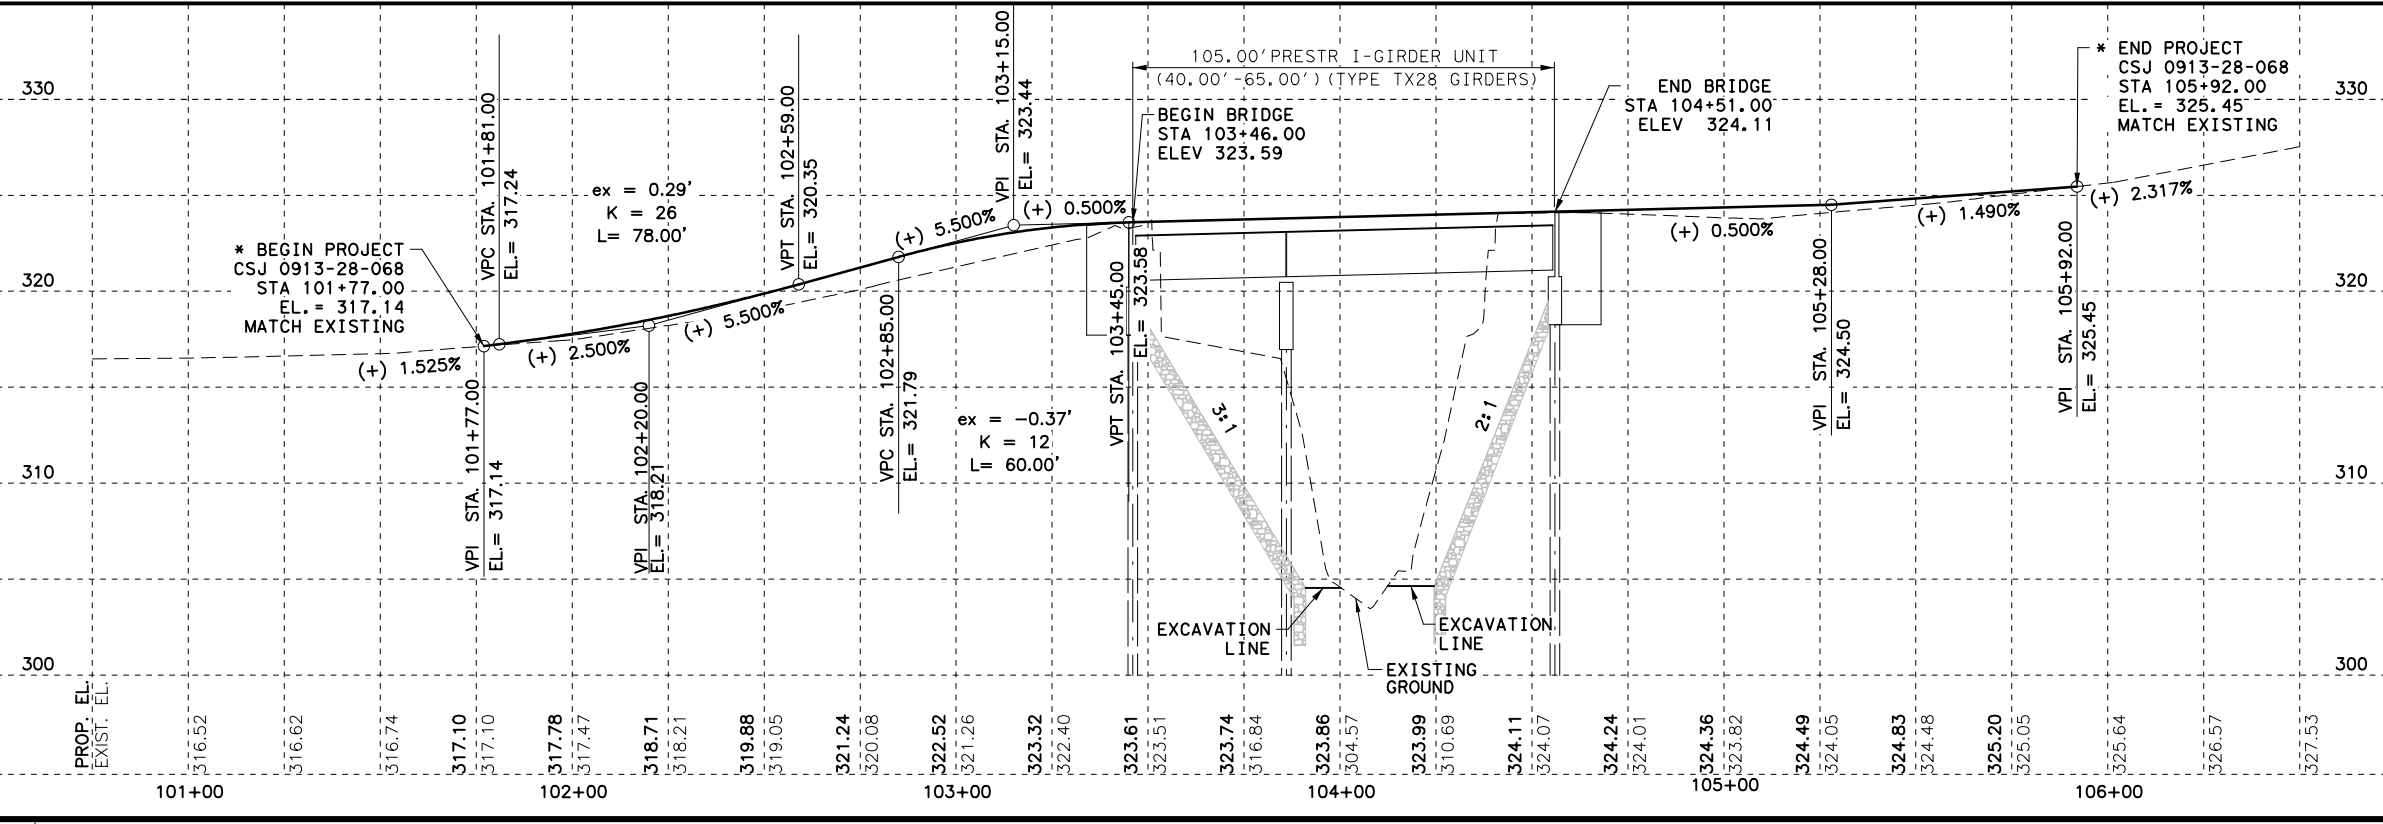 330
320
310
300
330
320
310
300
* BEGIN PROJECT
CSJ 0913-28-068
STA 101+77.00
EL.= 317.14
MATCH EXISTING
(+) 1.525%
VPI STA. 101+77.00
EL.= 317.14
VPC STA. 101+81.00
EL.= 317.24
(+) 2.500%
ex = 0.29'
K = 26
L= 78.00'
VPI STA. 102+20.00
EL.= 318.21
(+) 5.500%
VPT STA. 102+59.00
EL.= 320.35
VPC STA. 102+85.00
EL.= 321.79
(+) 5.500%
ex = -0.37'
K = 12
L= 60.00'
VPI STA. 103+15.00
EL.= 323.44
(+) 0.500%
VPT STA. 103+45.00
EL.= 323.58
105.00'PRESTR I-GIRDER UNIT
(40.00'-65.00')(TYPE TX28 GIRDERS)
BEGIN BRIDGE
STA 103+46.00
ELEV 323.59
END BRIDGE
STA 104+51.00
ELEV 324.11
3:1
2:1
EXCAVATION
LINE
EXCAVATION
LINE
EXISTING
GROUND
(+) 0.500%
VPI STA. 105+28.00
EL.= 324.50
(+) 1.490%
VPI STA. 105+92.00
EL.= 325.45
(+) 2.317%
* END PROJECT
CSJ 0913-28-068
STA 105+92.00
EL.= 325.45
MATCH EXISTING
PROP. EL.
EXIST. EL.
316.52
316.62
316.74
317.10
317.10
317.78
317.47
318.71
318.21
319.88
319.05
321.24
320.08
322.52
321.26
323.32
322.40
323.61
323.51
323.74
316.84
323.86
304.57
323.99
310.69
324.11
324.07
324.24
324.01
324.36
323.82
324.49
324.05
324.83
324.48
325.20
325.05
325.64
326.57
327.53
101+00
102+00
103+00
104+00
105+00
106+00